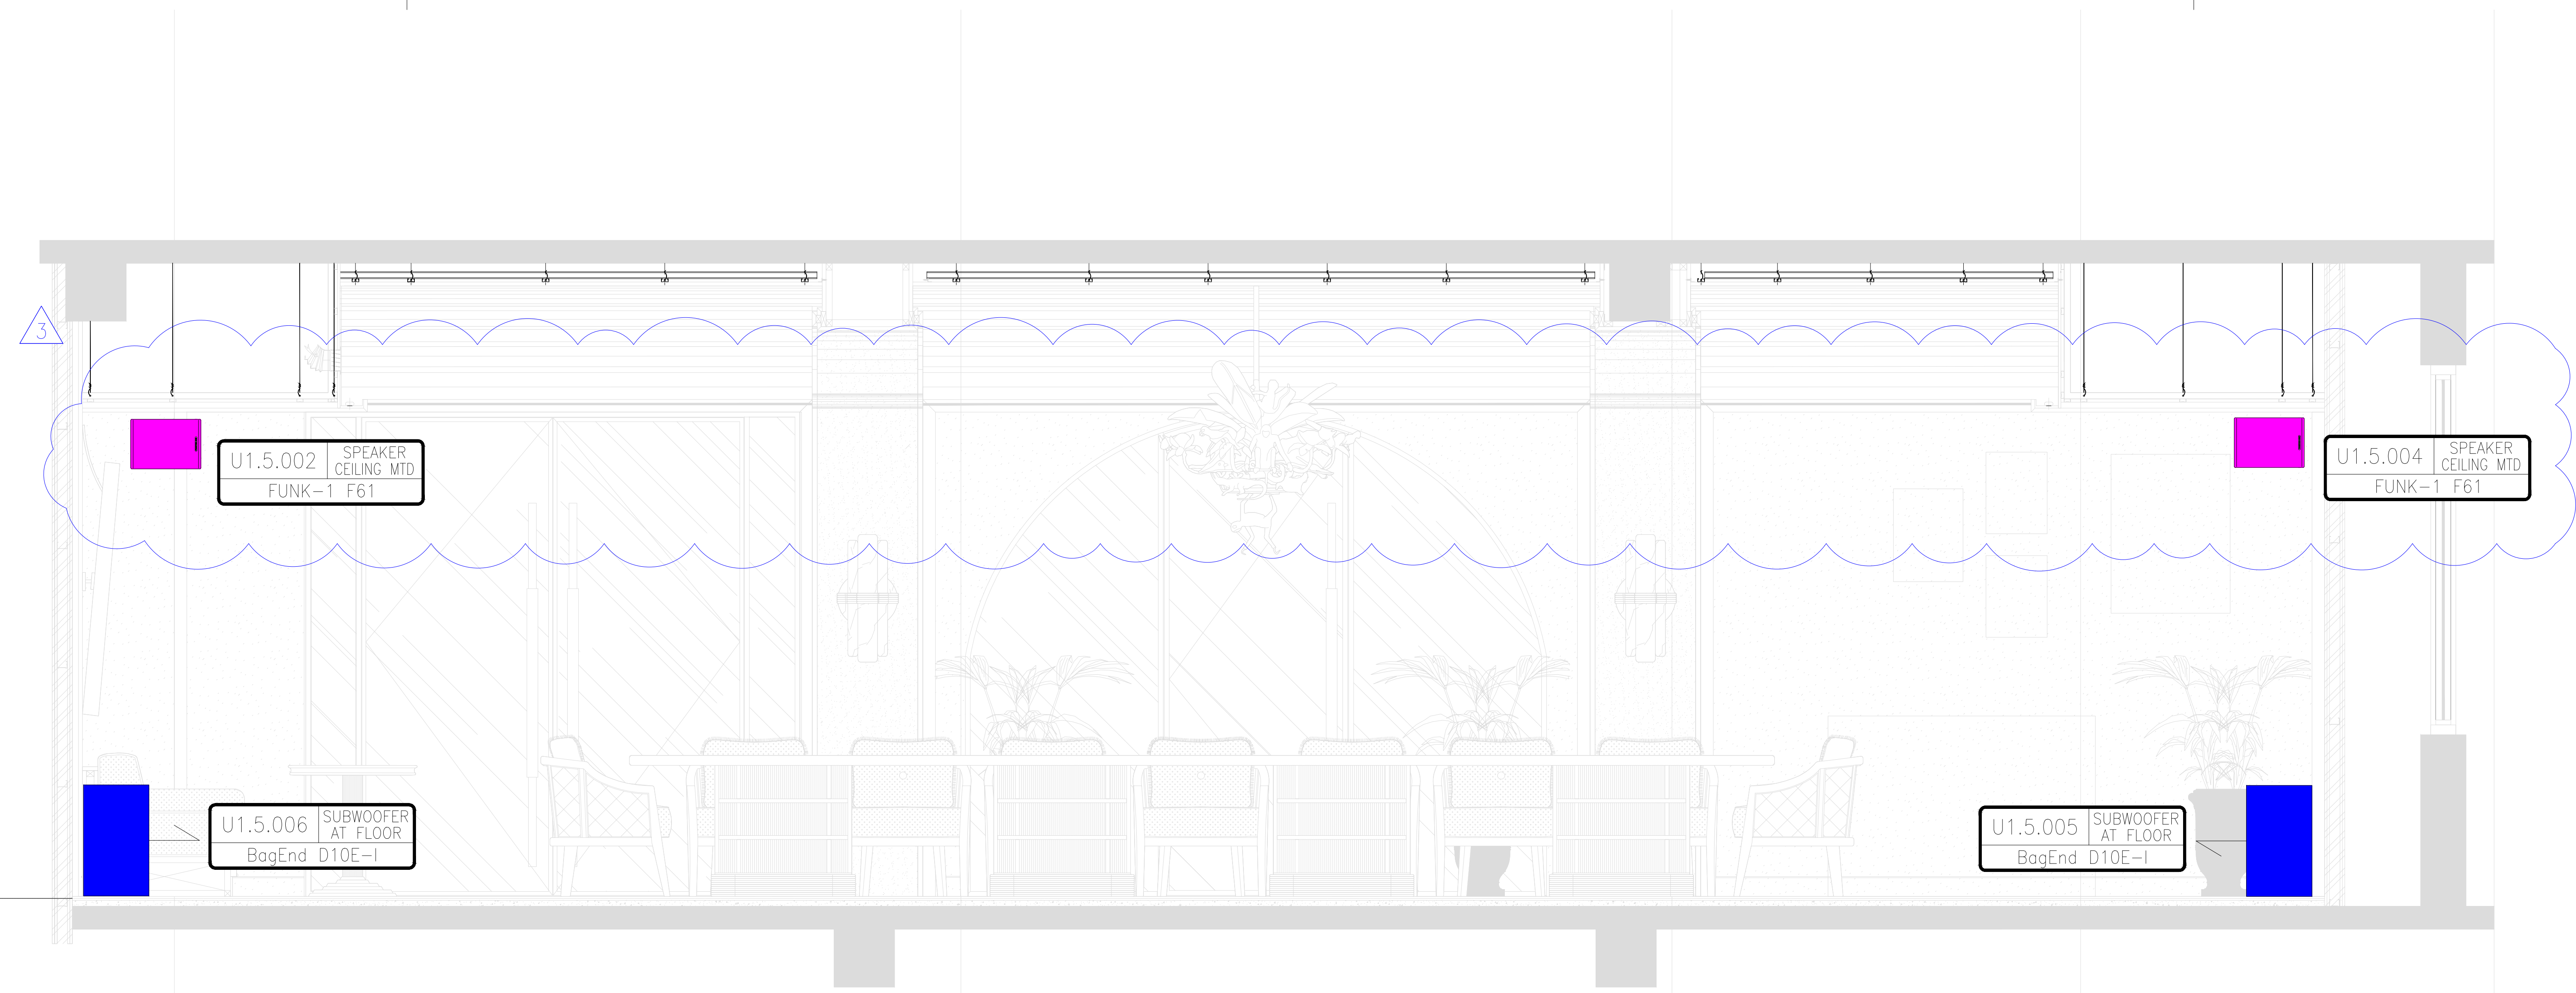 3
U1.5.002
SPEAKER
CEILING MTD
FUNK-1 F61
U1.5.004
SPEAKER
CEILING MTD
FUNK-1 F61
U1.5.006
SUBWOOFER
AT FLOOR
BagEnd D10E-I
U1.5.005
SUBWOOFER
AT FLOOR
BagEnd D10E-I